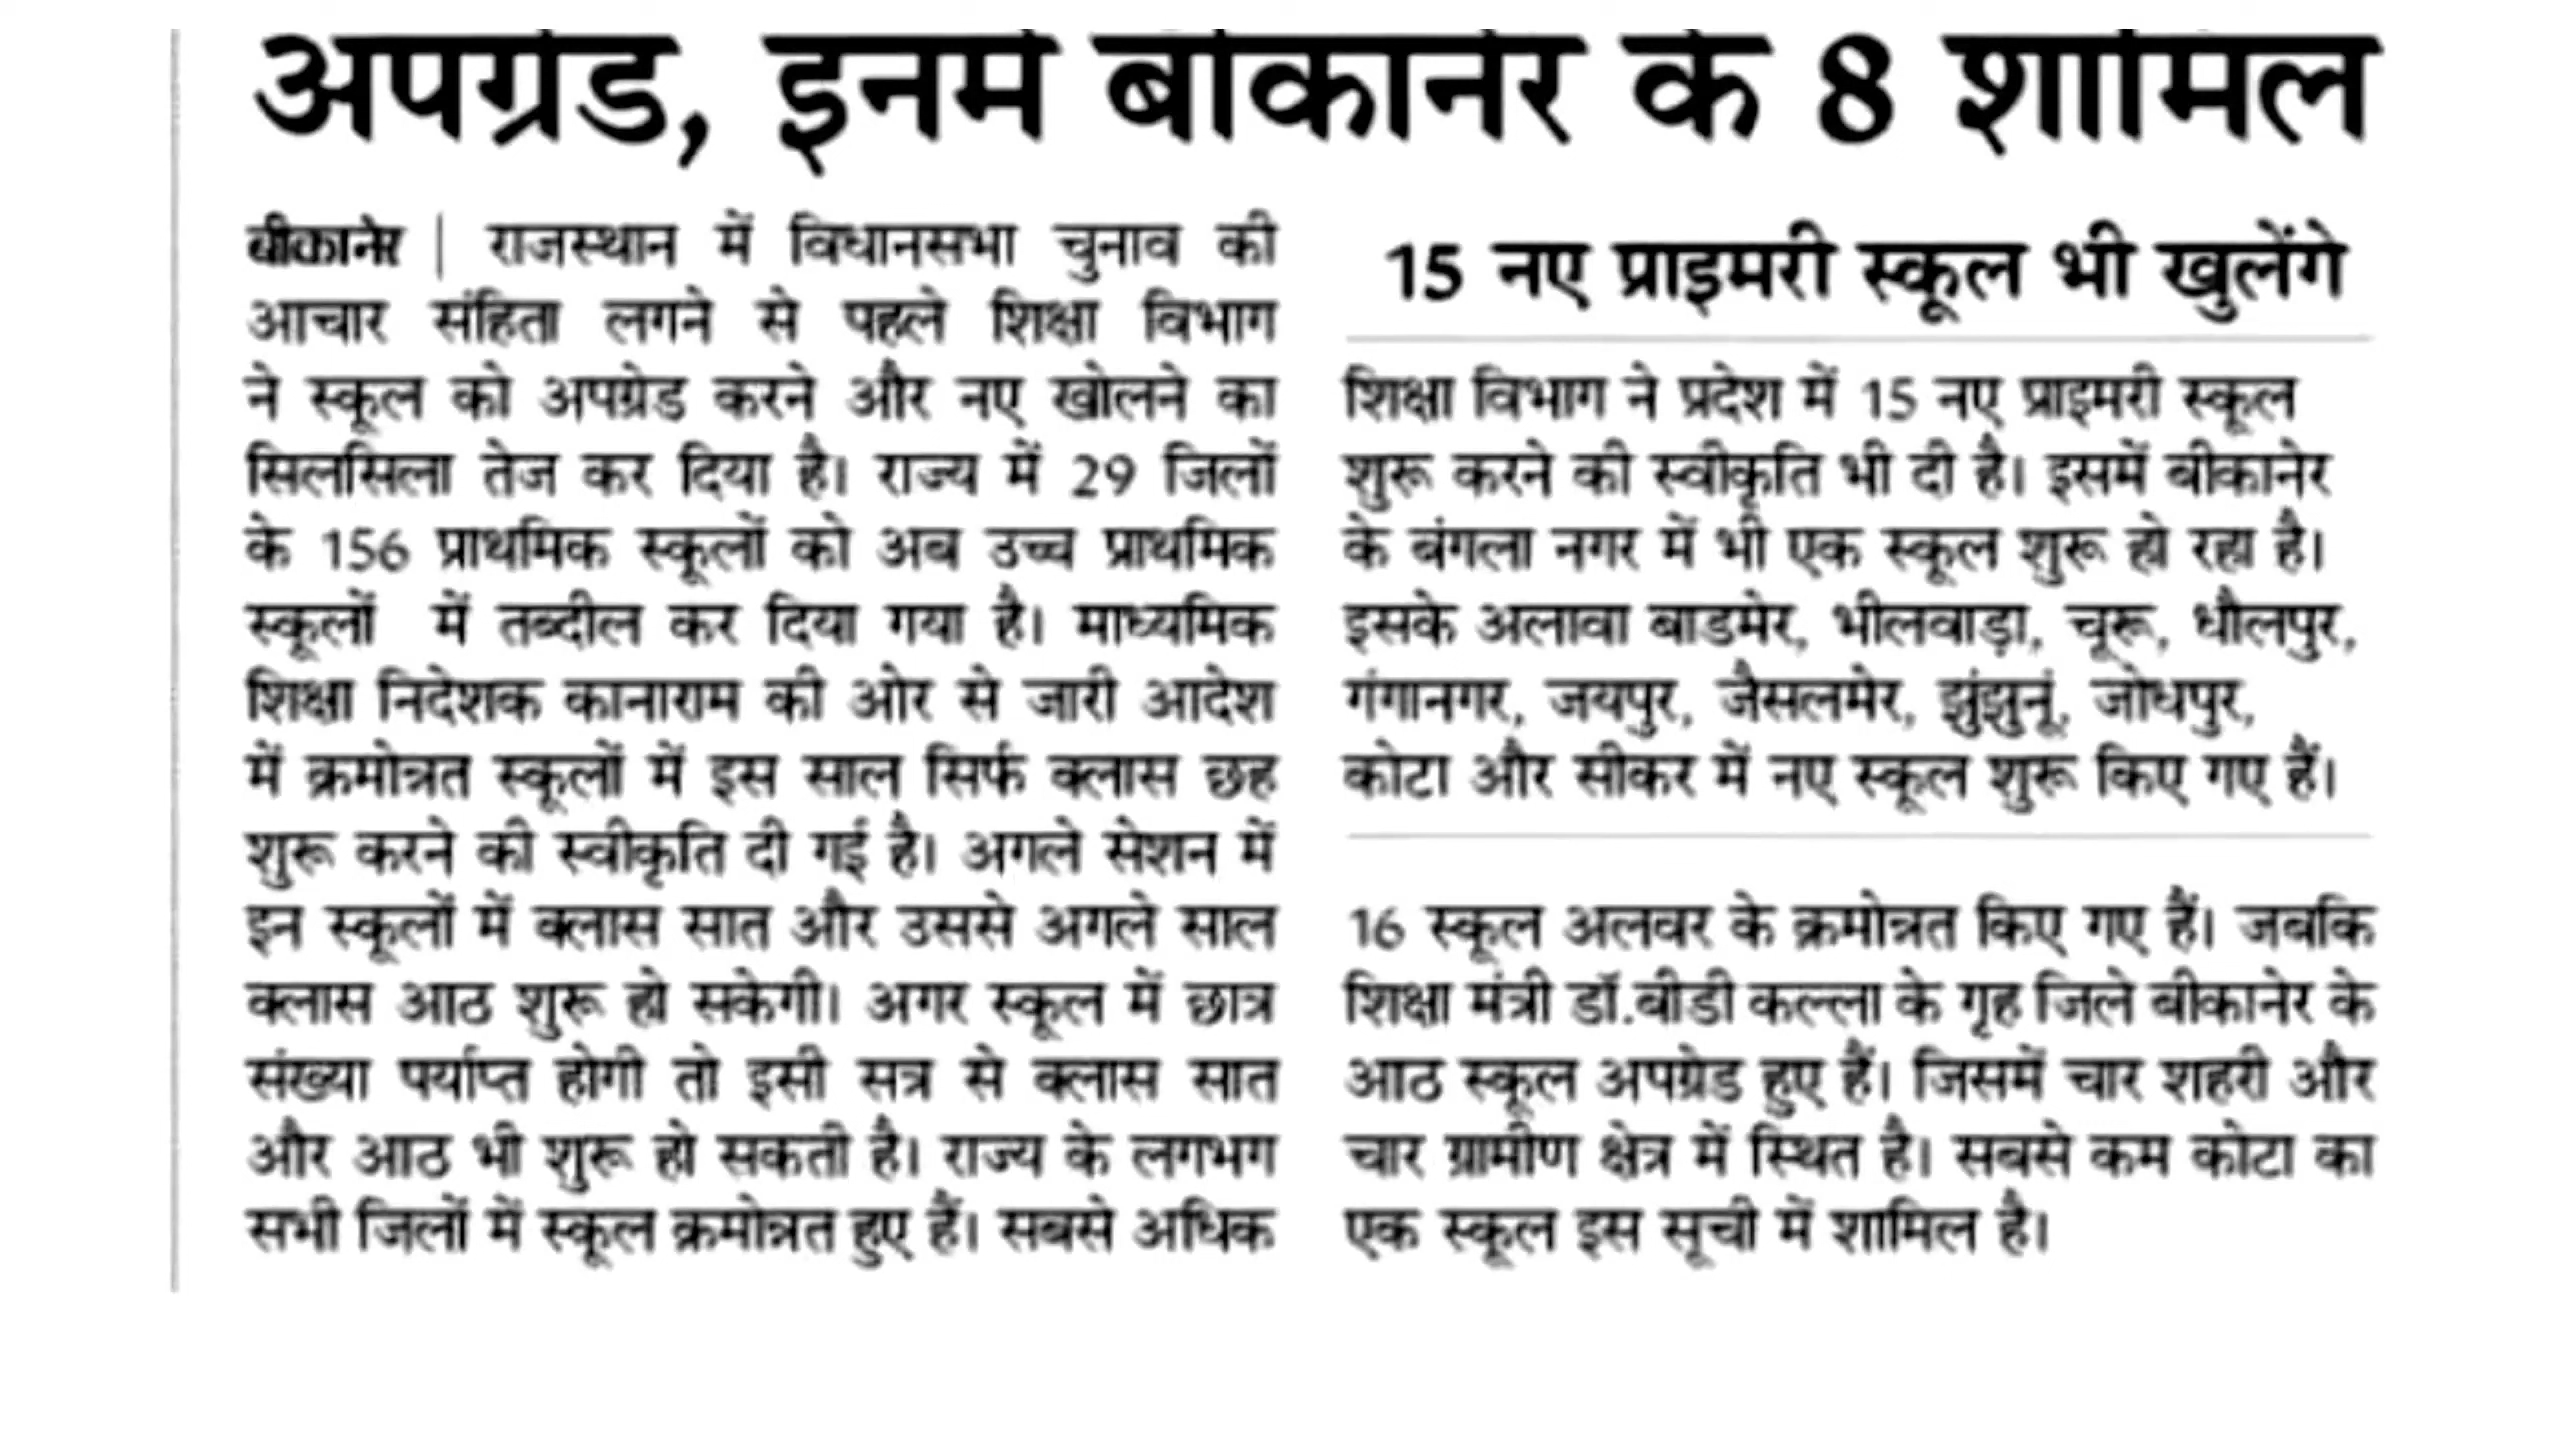 अपग्रेड, इनमें बीकानेर के 8 शामिल
बीकानेर | राजस्थान में विधानसभा चुनाव की
आचार संहिता लगने से पहले शिक्षा विभाग
ने स्कूल को अपग्रेड करने और नए खोलने का
सिलसिला तेज कर दिया है। राज्य में 29 जिलों
के 156 प्राथमिक स्कूलों को अब उच्च प्राथमिक
स्कूलों में तब्दील कर दिया गया है। माध्यमिक
शिक्षा निदेशक कानाराम की ओर से जारी आदेश
में क्रमोन्नत स्कूलों में इस साल सिर्फ क्लास छह
शुरू करने की स्वीकृति दी गई है। अगले सेशन में
इन स्कूलों में क्लास सात और उससे अगले साल
क्लास आठ शुरू हो सकेगी। अगर स्कूल में छात्र
संख्या पर्याप्त होगी तो इसी सत्र से क्लास सात
और आठ भी शुरू हो सकती है। राज्य के लगभग
सभी जिलों में स्कूल क्रमोन्नत हुए हैं। सबसे अधिक
15 नए प्राइमरी स्कूल भी खुलेंगे
शिक्षा विभाग ने प्रदेश में 15 नए प्राइमरी स्कूल
शुरू करने की स्वीकृति भी दी है। इसमें बीकानेर
के बंगला नगर में भी एक स्कूल शुरू हो रहा है।
इसके अलावा बाडमेर, भीलवाड़ा, चूरू, धौलपुर,
गंगानगर, जयपुर, जैसलमेर, झुंझुनूं, जोधपुर,
कोटा और सीकर में नए स्कूल शुरू किए गए हैं।
16 स्कूल अलवर के क्रमोन्नत किए गए हैं। जबकि
शिक्षा मंत्री डॉ.बीडी कल्ला के गृह जिले बीकानेर के
आठ स्कूल अपग्रेड हुए हैं। जिसमें चार शहरी और
चार ग्रामीण क्षेत्र में स्थित है। सबसे कम कोटा का
एक स्कूल इस सूची में शामिल है।